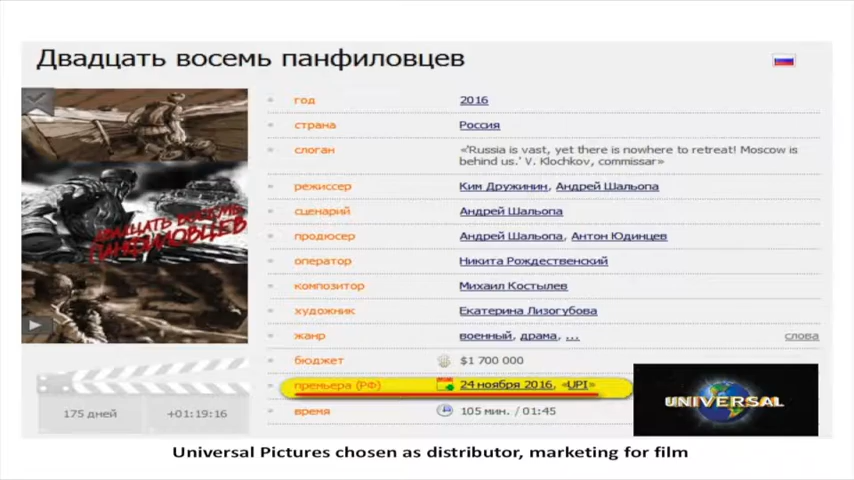 Двадцать восемь панфиловцев
год 2016
страна Россия
слоган «'Russia is vast, yet there is nowhere to retreat! Moscow is
behind us.' V. Klochkov, commissar»
режиссер Ким Дружинин, Андрей Шальопа
сценарий Андрей Шальопа
продюсер Андрей Шальопа, Антон Юдинцев
оператор Никита Рождественский
композитор Михаил Костылев
художник Екатерина Лизогубова
жанр военный, драма, ... слова
бюджет $1 700 000
премьера (РФ) 24 ноября 2016, «UPI»
время 105 мин. / 01:45
ДВАДЦАТЬ ВОСЕМЬ
ПАНФИЛОВЦЕВ
175 дней +01:19:16
UNIVERSAL
Universal Pictures chosen as distributor, marketing for film